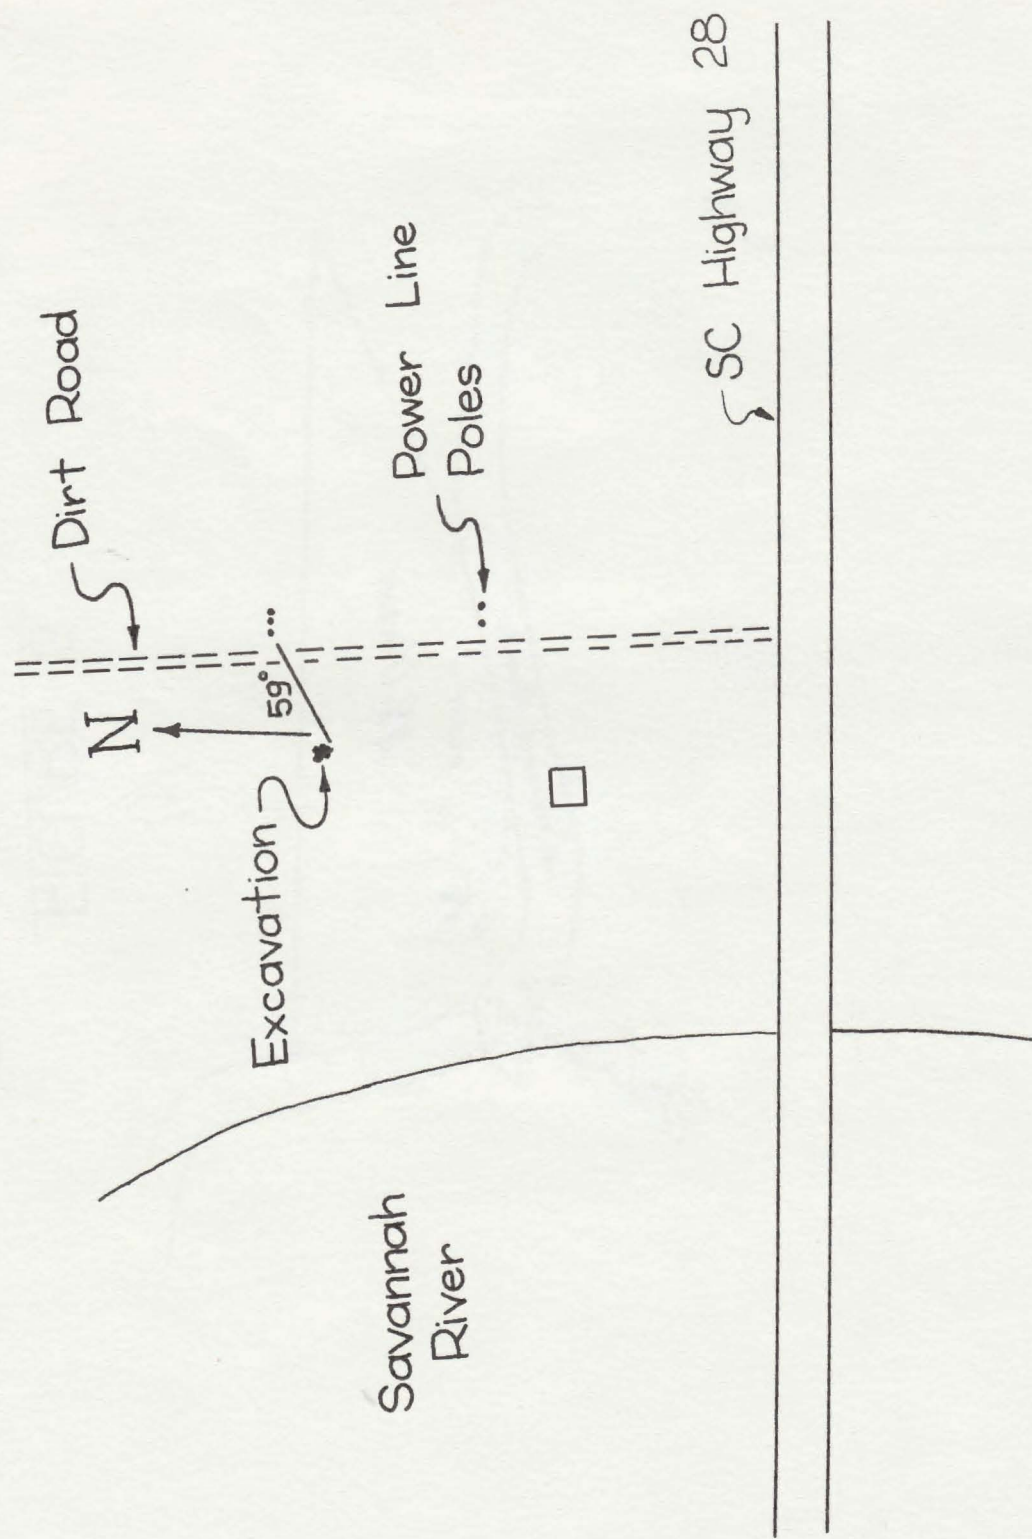 Dirt Road
N
59°
Excavation
Power Line
Poles
SC Highway 28
Savannah
River